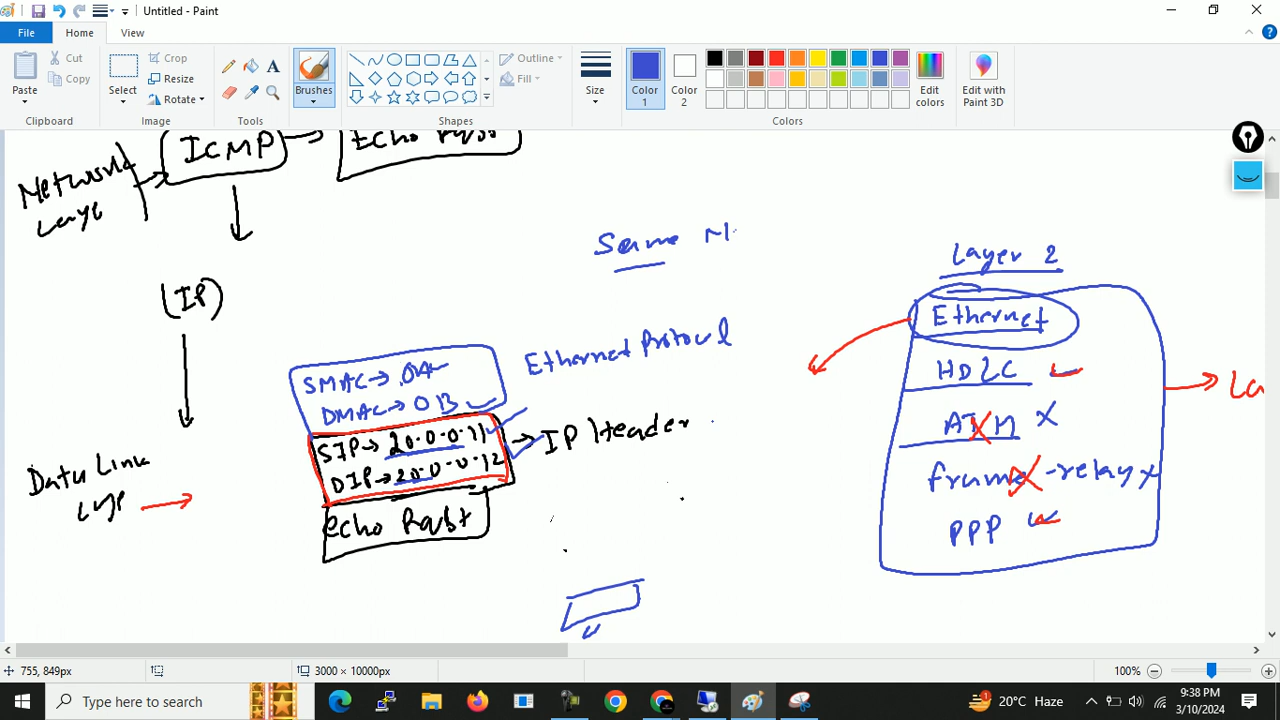 Untitled - Paint
File
Home
View
Paste
Cut
Copy
Clipboard
Select
Crop
Resize
Rotate
Image
Tools
Brushes
Shapes
Outline
Fill
Size
Color
1
Color
2
Colors
Edit
colors
Edit with
Paint 3D
ICMP
Echo
Network
Same N
Layer 2
(IP)
Ethernet
Ethernet Protocol
HDLC
SMAC→ .0A
DMAC→ 0B
ATM X
SIP→ 20.0.0.11
IP Header
DIP→ 20.0.0.12
Data Link
frame-relay x
echo
PPP
755, 849px
3000 × 10000px
100%
Type here to search
20°C Haze
9:38 PM
3/10/2024
1